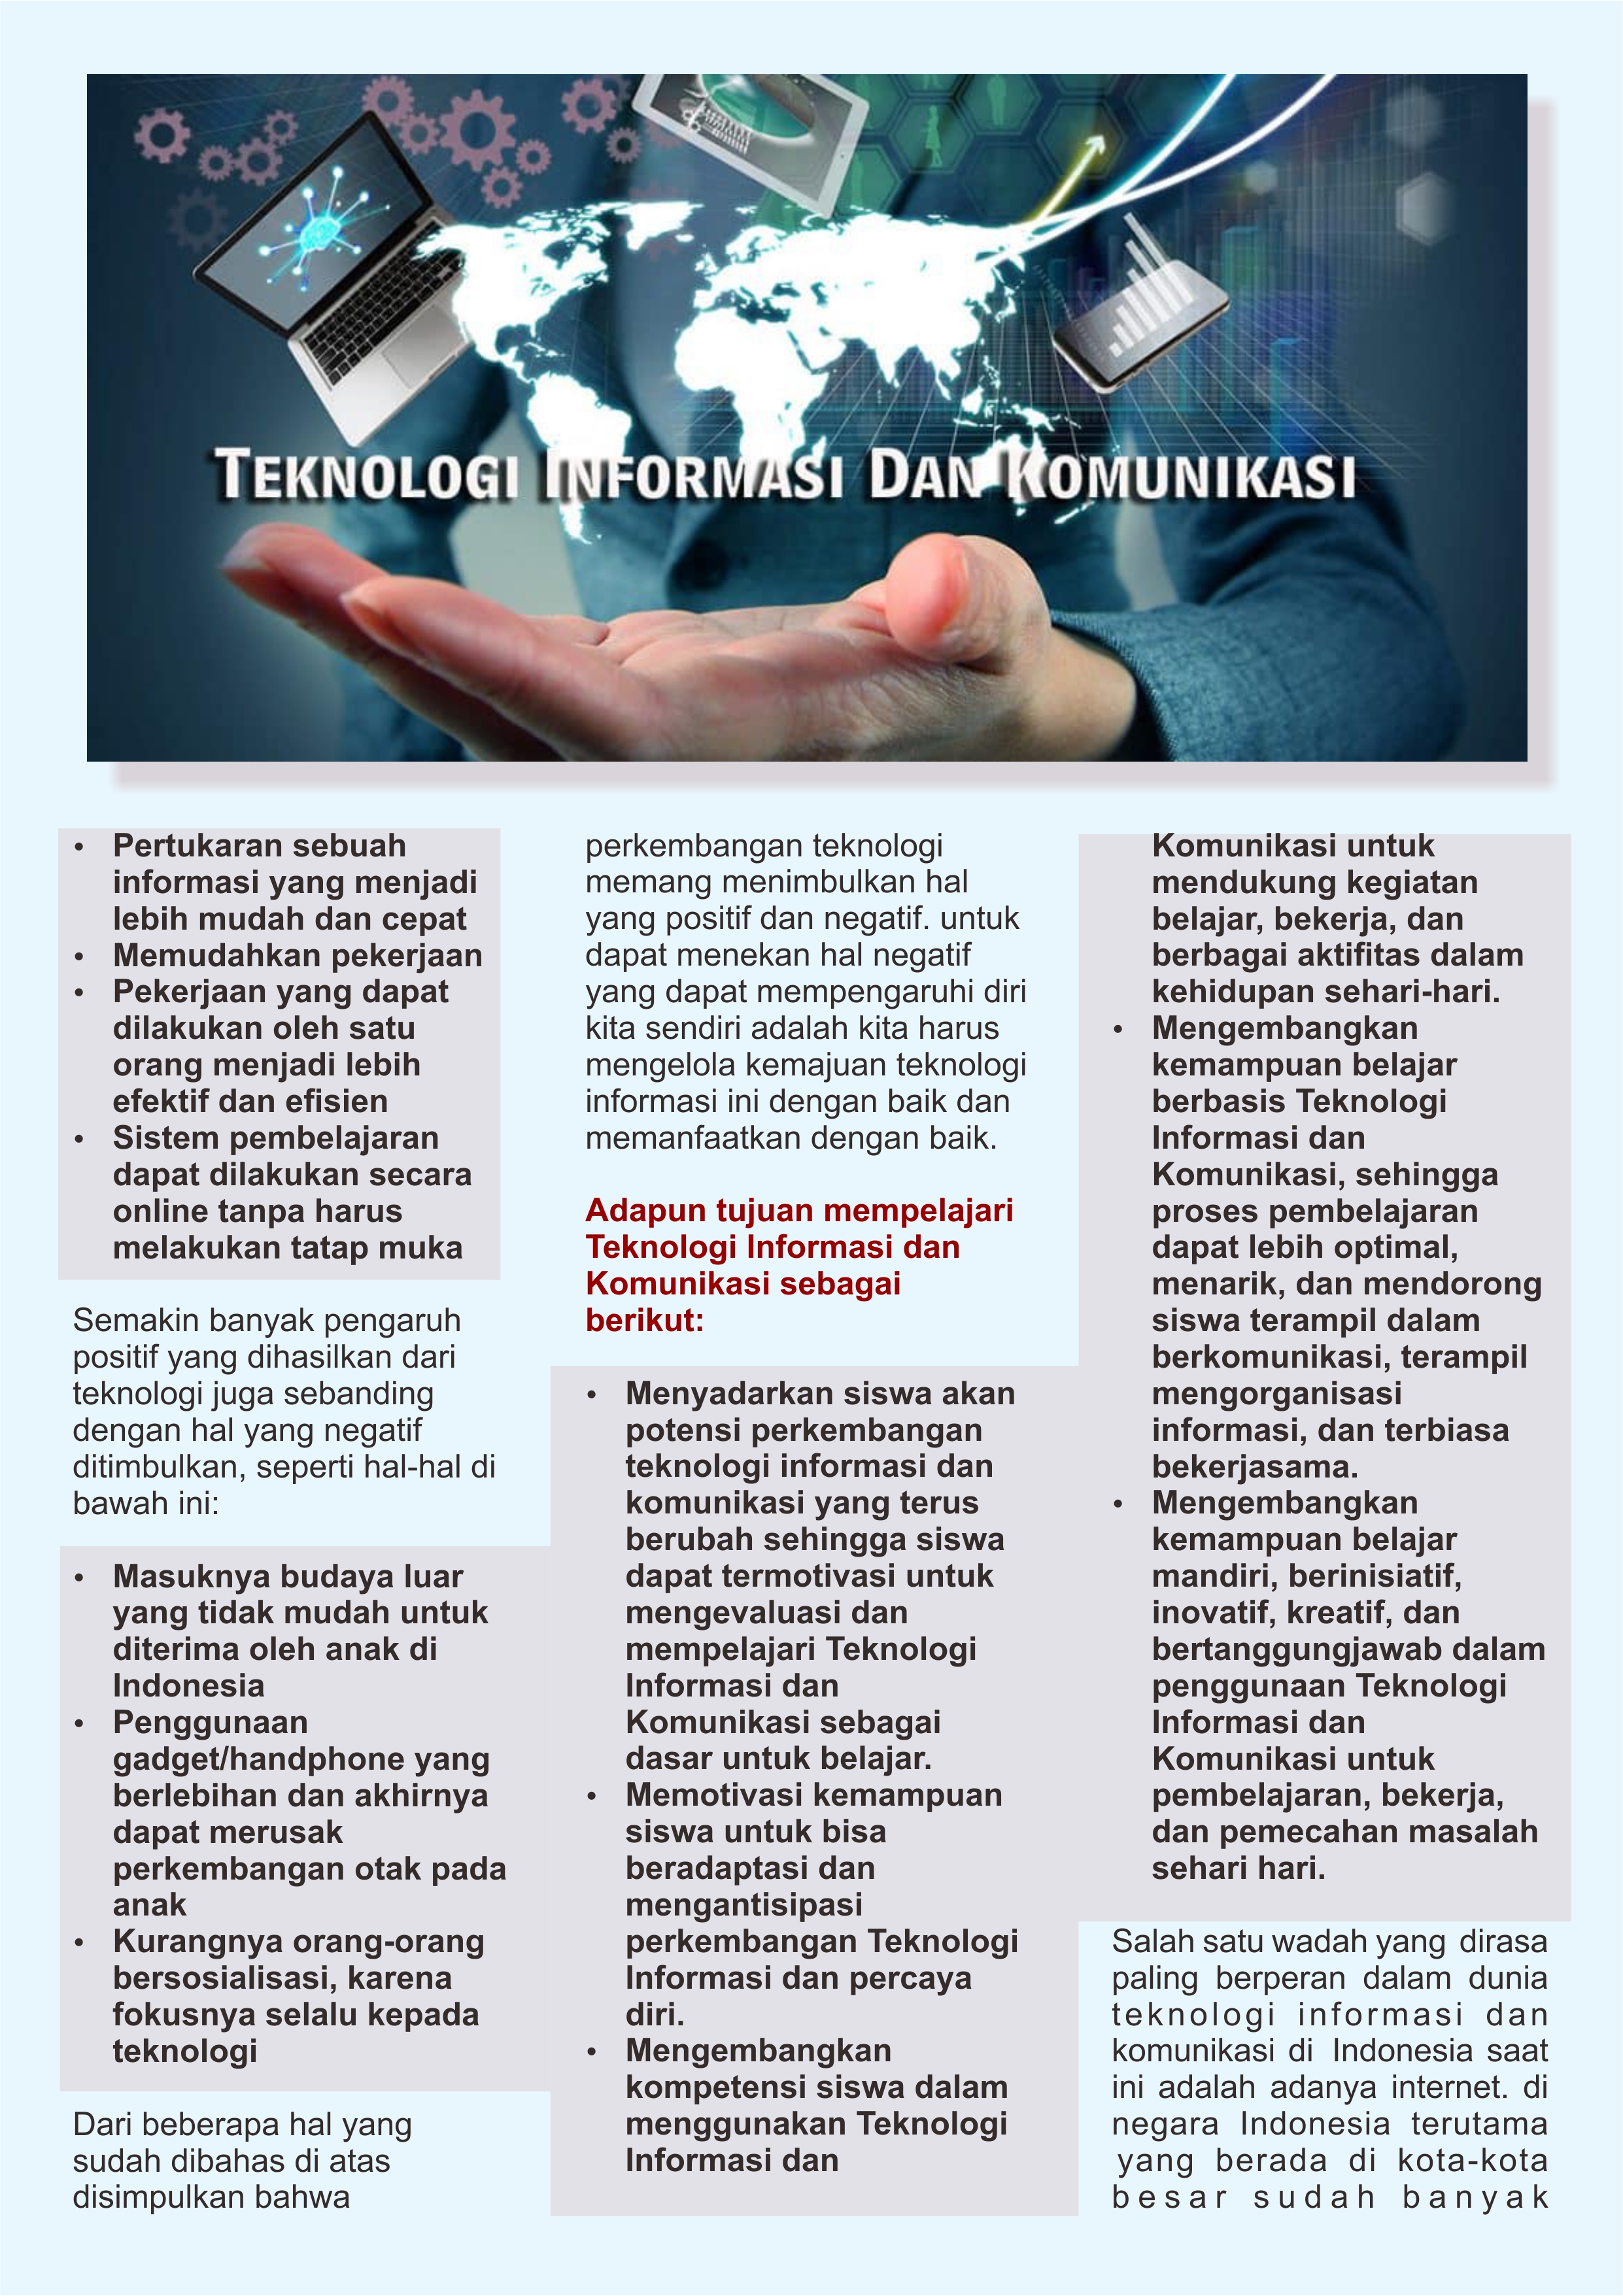 TEKNOLOGI INFORMASI DAN KOMUNIKASI
• Pertukaran sebuah
informasi yang menjadi
lebih mudah dan cepat
• Memudahkan pekerjaan
• Pekerjaan yang dapat
dilakukan oleh satu
orang menjadi lebih
efektif dan efisien
• Sistem pembelajaran
dapat dilakukan secara
online tanpa harus
melakukan tatap muka
Semakin banyak pengaruh
positif yang dihasilkan dari
teknologi juga sebanding
dengan hal yang negatif
ditimbulkan, seperti hal-hal di
bawah ini:
• Masuknya budaya luar
yang tidak mudah untuk
diterima oleh anak di
Indonesia
• Penggunaan
gadget/handphone yang
berlebihan dan akhirnya
dapat merusak
perkembangan otak pada
anak
• Kurangnya orang-orang
bersosialisasi, karena
fokusnya selalu kepada
teknologi
Dari beberapa hal yang
sudah dibahas di atas
disimpulkan bahwa
perkembangan teknologi
memang menimbulkan hal
yang positif dan negatif. untuk
dapat menekan hal negatif
yang dapat mempengaruhi diri
kita sendiri adalah kita harus
mengelola kemajuan teknologi
informasi ini dengan baik dan
memanfaatkan dengan baik.
Adapun tujuan mempelajari
Teknologi Informasi dan
Komunikasi sebagai
berikut:
• Menyadarkan siswa akan
potensi perkembangan
teknologi informasi dan
komunikasi yang terus
berubah sehingga siswa
dapat termotivasi untuk
mengevaluasi dan
mempelajari Teknologi
Informasi dan
Komunikasi sebagai
dasar untuk belajar.
• Memotivasi kemampuan
siswa untuk bisa
beradaptasi dan
mengantisipasi
perkembangan Teknologi
Informasi dan percaya
diri.
• Mengembangkan
kompetensi siswa dalam
menggunakan Teknologi
Informasi dan
Komunikasi untuk
mendukung kegiatan
belajar, bekerja, dan
berbagai aktifitas dalam
kehidupan sehari-hari.
• Mengembangkan
kemampuan belajar
berbasis Teknologi
Informasi dan
Komunikasi, sehingga
proses pembelajaran
dapat lebih optimal,
menarik, dan mendorong
siswa terampil dalam
berkomunikasi, terampil
mengorganisasi
informasi, dan terbiasa
bekerjasama.
• Mengembangkan
kemampuan belajar
mandiri, berinisiatif,
inovatif, kreatif, dan
bertanggungjawab dalam
penggunaan Teknologi
Informasi dan
Komunikasi untuk
pembelajaran, bekerja,
dan pemecahan masalah
sehari hari.
Salah satu wadah yang dirasa
paling berperan dalam dunia
teknologi informasi dan
komunikasi di Indonesia saat
ini adalah adanya internet. di
negara Indonesia terutama
yang berada di kota-kota
besar sudah banyak